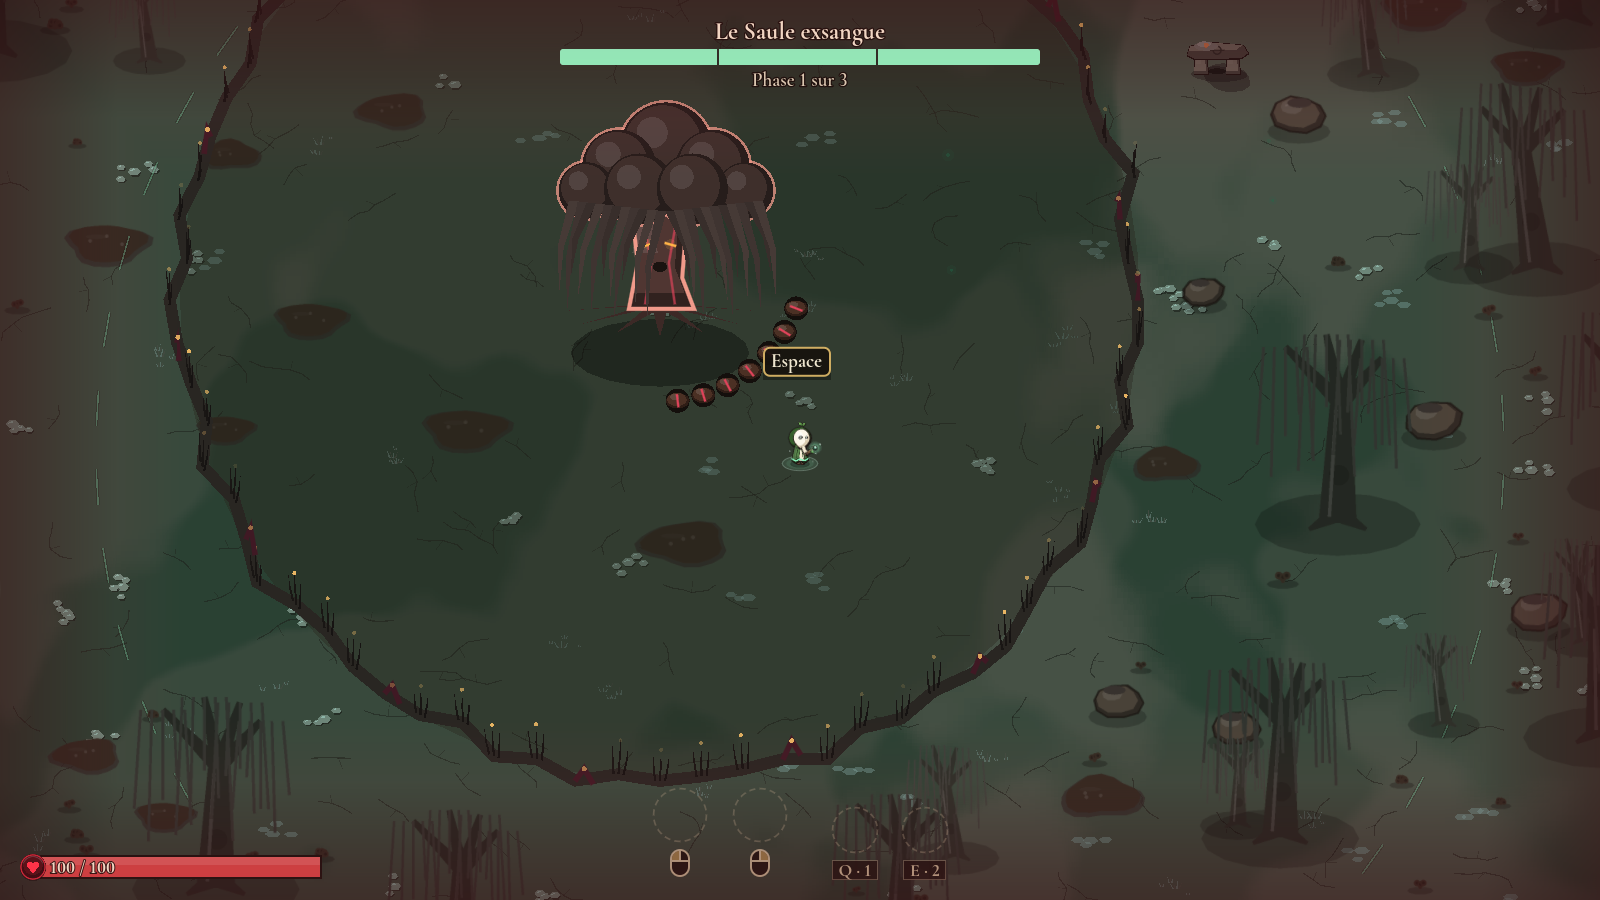 Le Saule exsangue
Phase 1 sur 3
Espace
100 / 100
Q · 1
E · 2